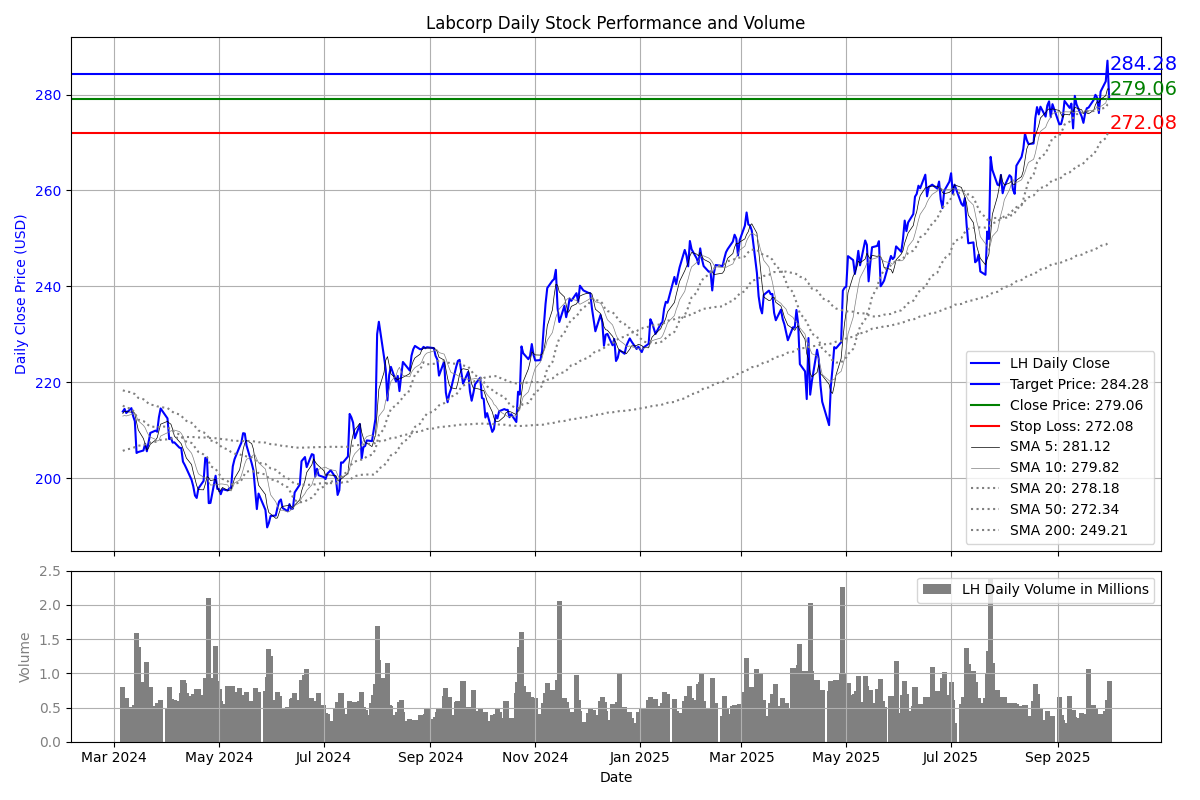 Labcorp Daily Stock Performance and Volume
284.28
279.06
272.08
280
260
240
220
200
Daily Close Price (USD)
LH Daily Close
Target Price: 284.28
Close Price: 279.06
Stop Loss: 272.08
SMA 5: 281.12
SMA 10: 279.82
SMA 20: 278.18
SMA 50: 272.34
SMA 200: 249.21
2.5
2.0
1.5
1.0
0.5
0.0
Volume
LH Daily Volume in Millions
Mar 2024 May 2024 Jul 2024 Sep 2024 Nov 2024 Jan 2025 Mar 2025 May 2025 Jul 2025 Sep 2025
Date